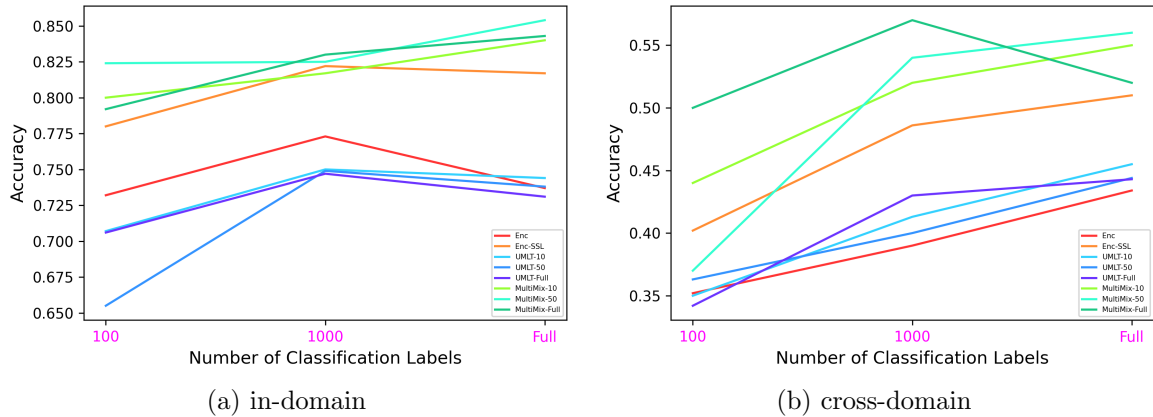 0.850
0.825
0.800
0.775
0.750
0.725
0.700
0.675
0.650
Accuracy
100 1000 Full
Number of Classification Labels
Enc
Enc-SSL
UMLT-10
UMLT-50
UMLT-Full
MultiMix-10
MultiMix-50
MultiMix-Full
(a) in-domain
0.55
0.50
0.45
0.40
0.35
Accuracy
100 1000 Full
Number of Classification Labels
Enc
Enc-SSL
UMLT-10
UMLT-50
UMLT-Full
MultiMix-10
MultiMix-50
MultiMix-Full
(b) cross-domain